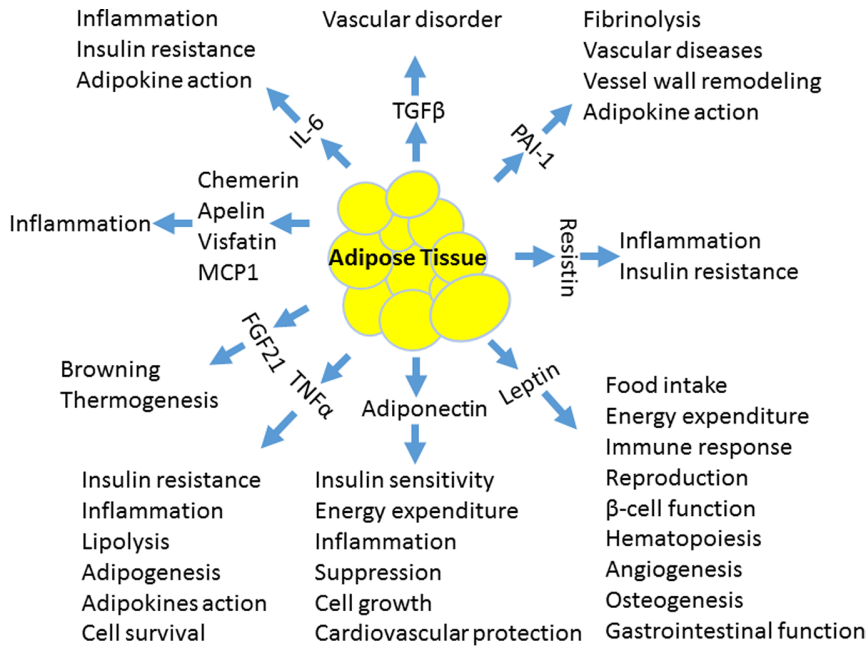 Inflammation
Insulin resistance
Adipokine action
IL-6
Vascular disorder
TGFβ
Fibrinolysis
Vascular diseases
Vessel wall remodeling
Adipokine action
PAI-1
Inflammation
Chemerin
Apelin
Visfatin
MCP1
Adipose Tissue
Resistin
Inflammation
Insulin resistance
FGF21
Browning
Thermogenesis
TNFα
Insulin resistance
Inflammation
Lipolysis
Adipogenesis
Adipokines action
Cell survival
Adiponectin
Insulin sensitivity
Energy expenditure
Inflammation
Suppression
Cell growth
Cardiovascular protection
Leptin
Food intake
Energy expenditure
Immune response
Reproduction
β-cell function
Hematopoiesis
Angiogenesis
Osteogenesis
Gastrointestinal function